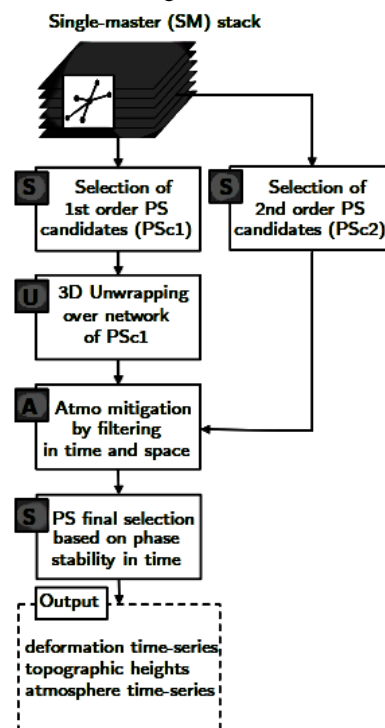 Single-master (SM) stack
S
Selection of
1st order PS
candidates (PSc1)
S
Selection of
2nd order PS
candidates (PSc2)
U
3D Unwrapping
over network
of PSc1
A
Atmo mitigation
by filtering
in time and space
S
PS final selection
based on phase
stability in time
Output
deformation time-series
topographic heights
atmosphere time-series